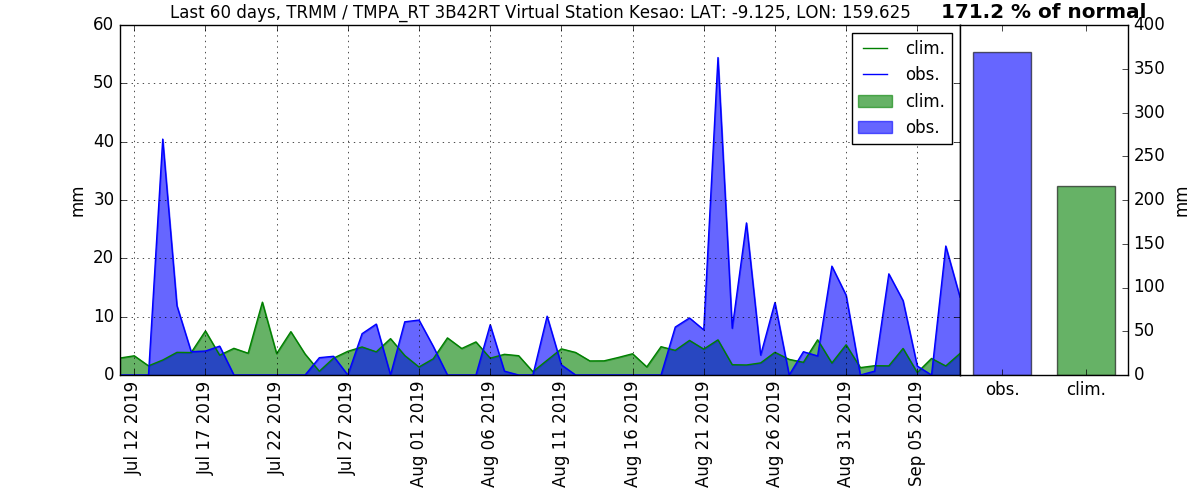 Last 60 days, TRMM / TMPA_RT 3B42RT Virtual Station Kesao: LAT: -9.125, LON: 159.625
171.2 % of normal
60
50
40
30
20
10
0
mm
clim.
obs.
clim.
obs.
400
350
300
250
200
150
100
50
0
mm
Jul 12 2019
Jul 17 2019
Jul 22 2019
Jul 27 2019
Aug 01 2019
Aug 06 2019
Aug 11 2019
Aug 16 2019
Aug 21 2019
Aug 26 2019
Aug 31 2019
Sep 05 2019
obs.
clim.